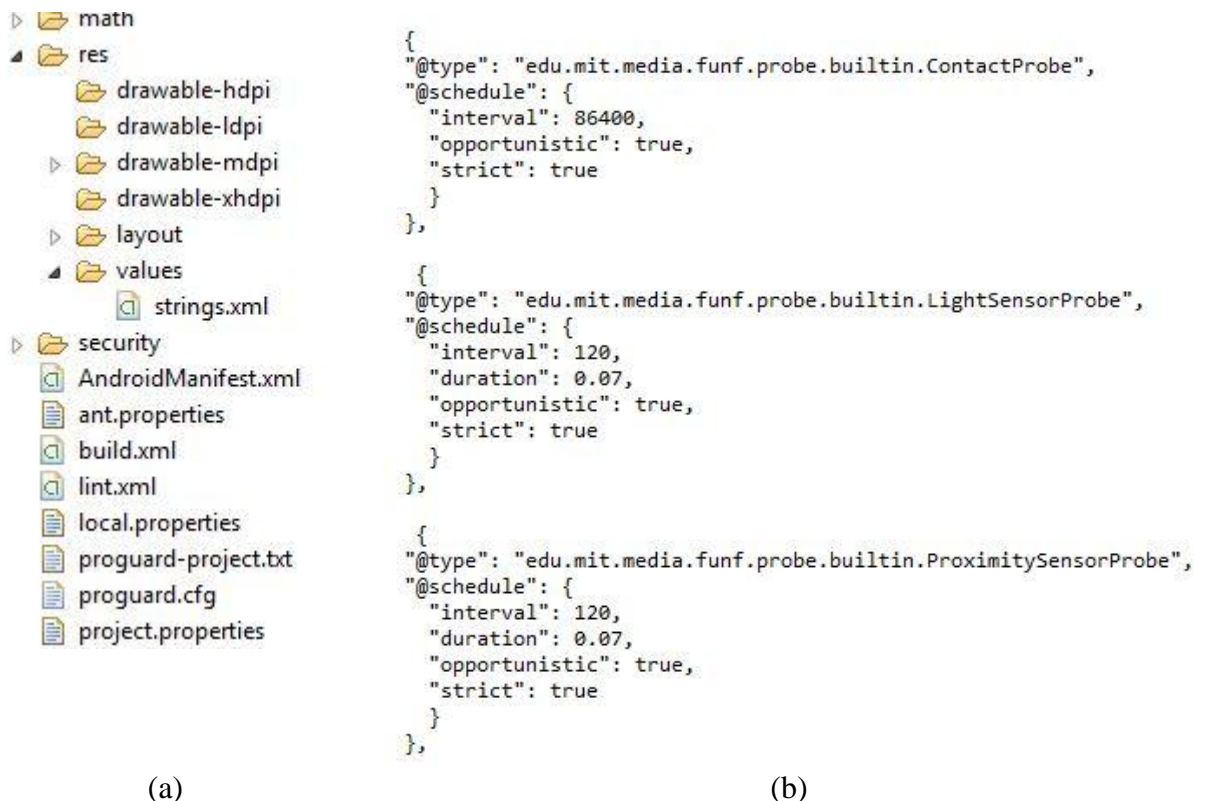 math
res
drawable-hdpi
drawable-ldpi
drawable-mdpi
drawable-xhdpi
layout
values
strings.xml
security
AndroidManifest.xml
ant.properties
build.xml
lint.xml
local.properties
proguard-project.txt
proguard.cfg
project.properties
(a)
{
"@type": "edu.mit.media.funf.probe.builtin.ContactProbe",
"@schedule": {
"interval": 86400,
"opportunistic": true,
"strict": true
}
},
{
"@type": "edu.mit.media.funf.probe.builtin.LightSensorProbe",
"@schedule": {
"interval": 120,
"duration": 0.07,
"opportunistic": true,
"strict": true
}
},
{
"@type": "edu.mit.media.funf.probe.builtin.ProximitySensorProbe",
"@schedule": {
"interval": 120,
"duration": 0.07,
"opportunistic": true,
"strict": true
}
},
(b)